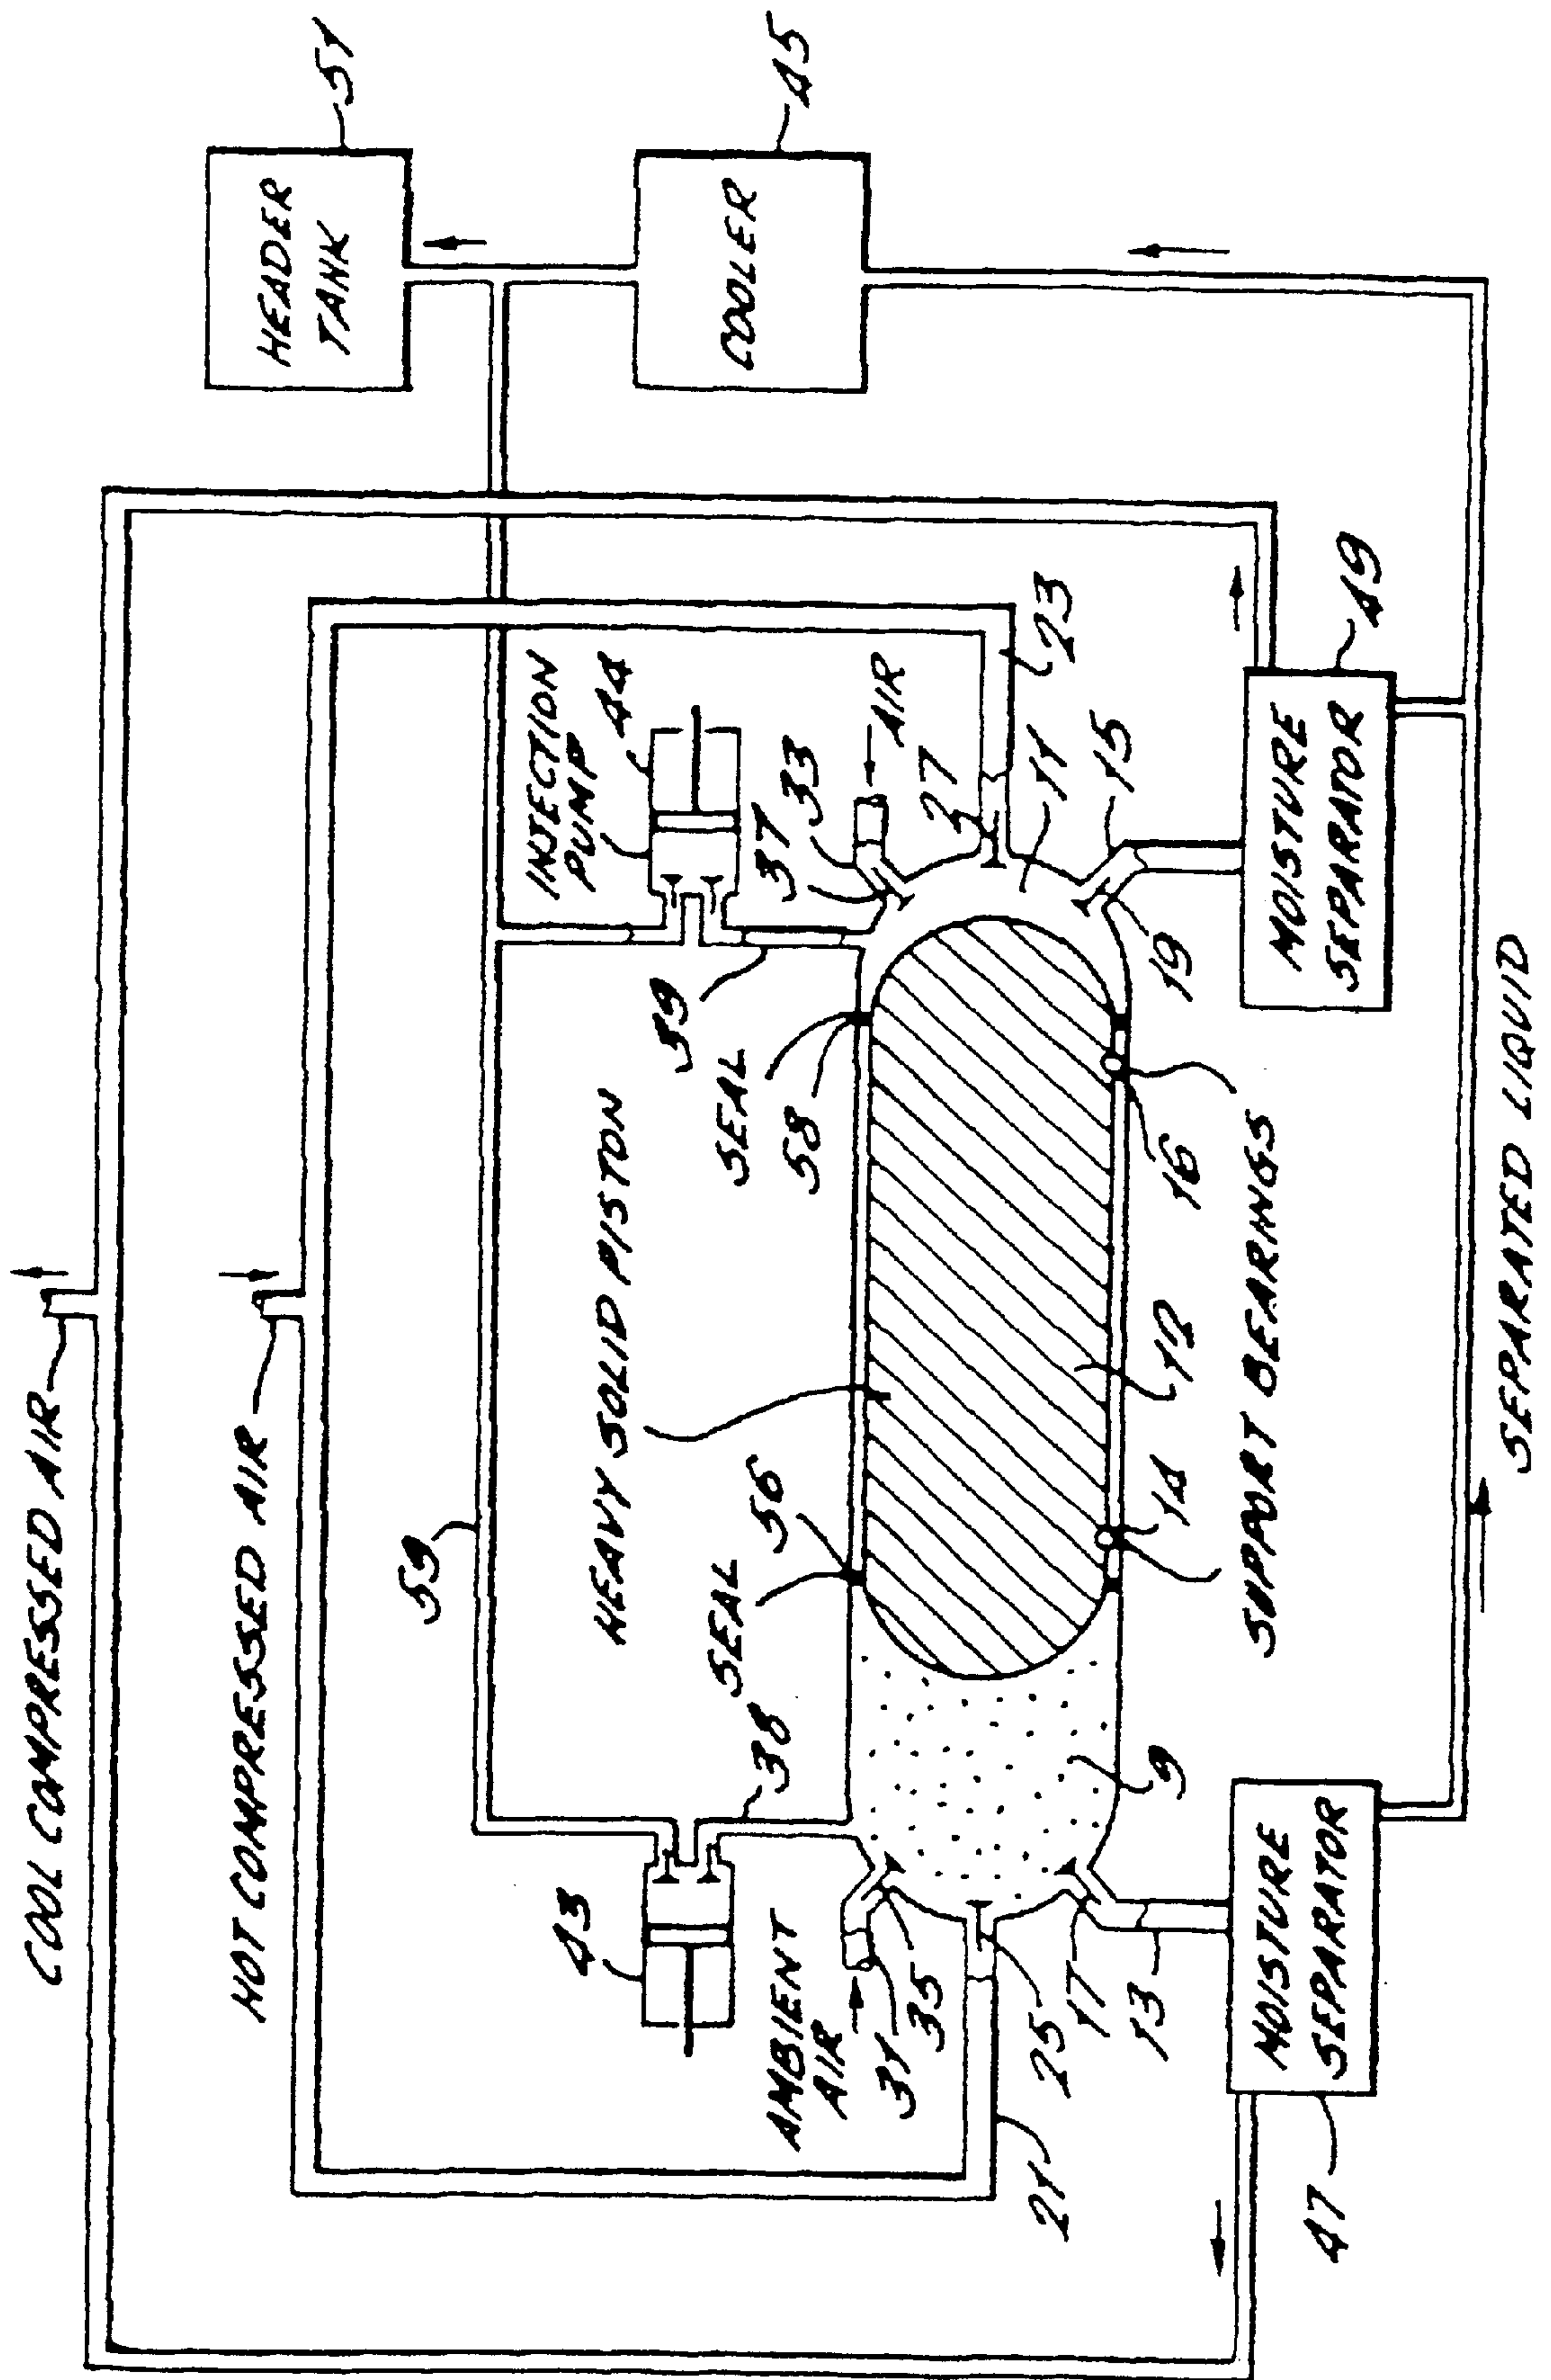 COOL COMPRESSED AIR
HOT COMPRESSED AIR
51
HEADER
TANK
59
INJECTION
PUMP
44
43
45
COOLER
HEAVY SOLID PISTON
39
SEAL
56
SEAL
58
38
37
33
AMBIENT
AIR
AIR
31
35
27
23
25
17
13
21
11
15
9
14
12
16
19
SUPPORT BEARINGS
MOISTURE
SEPARATOR
47
MOISTURE
SEPARATOR
49
SEPARATED LIQUID